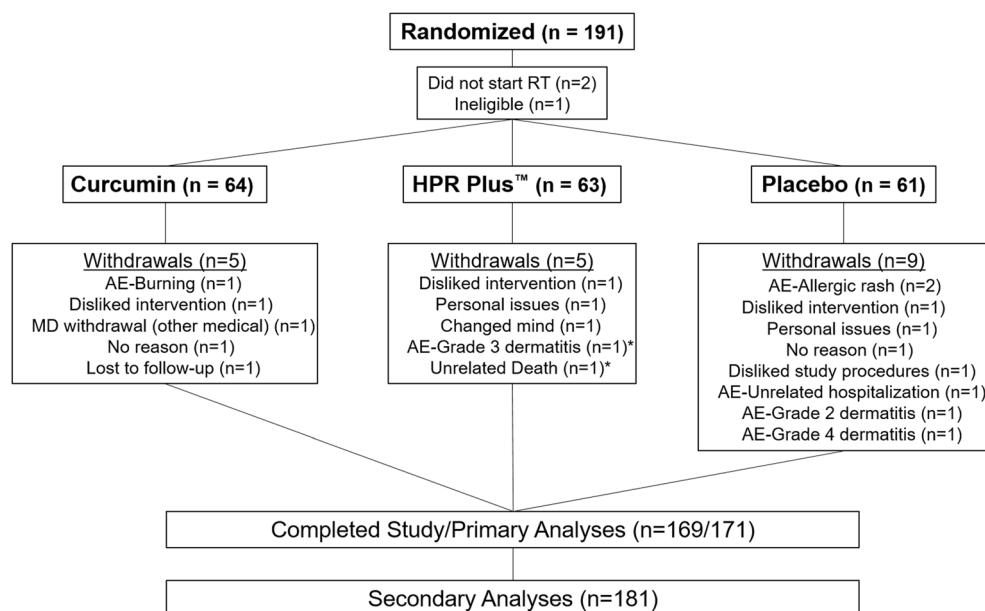 Randomized (n = 191)
Did not start RT (n=2)
Ineligible (n=1)
Curcumin (n = 64)
HPR Plus™ (n = 63)
Placebo (n = 61)
Withdrawals (n=5)
AE-Burning (n=1)
Disliked intervention (n=1)
MD withdrawal (other medical) (n=1)
No reason (n=1)
Lost to follow-up (n=1)
Withdrawals (n=5)
Disliked intervention (n=1)
Personal issues (n=1)
Changed mind (n=1)
AE-Grade 3 dermatitis (n=1)*
Unrelated Death (n=1)*
Withdrawals (n=9)
AE-Allergic rash (n=2)
Disliked intervention (n=1)
Personal issues (n=1)
No reason (n=1)
Disliked study procedures (n=1)
AE-Unrelated hospitalization (n=1)
AE-Grade 2 dermatitis (n=1)
AE-Grade 4 dermatitis (n=1)
Completed Study/Primary Analyses (n=169/171)
Secondary Analyses (n=181)